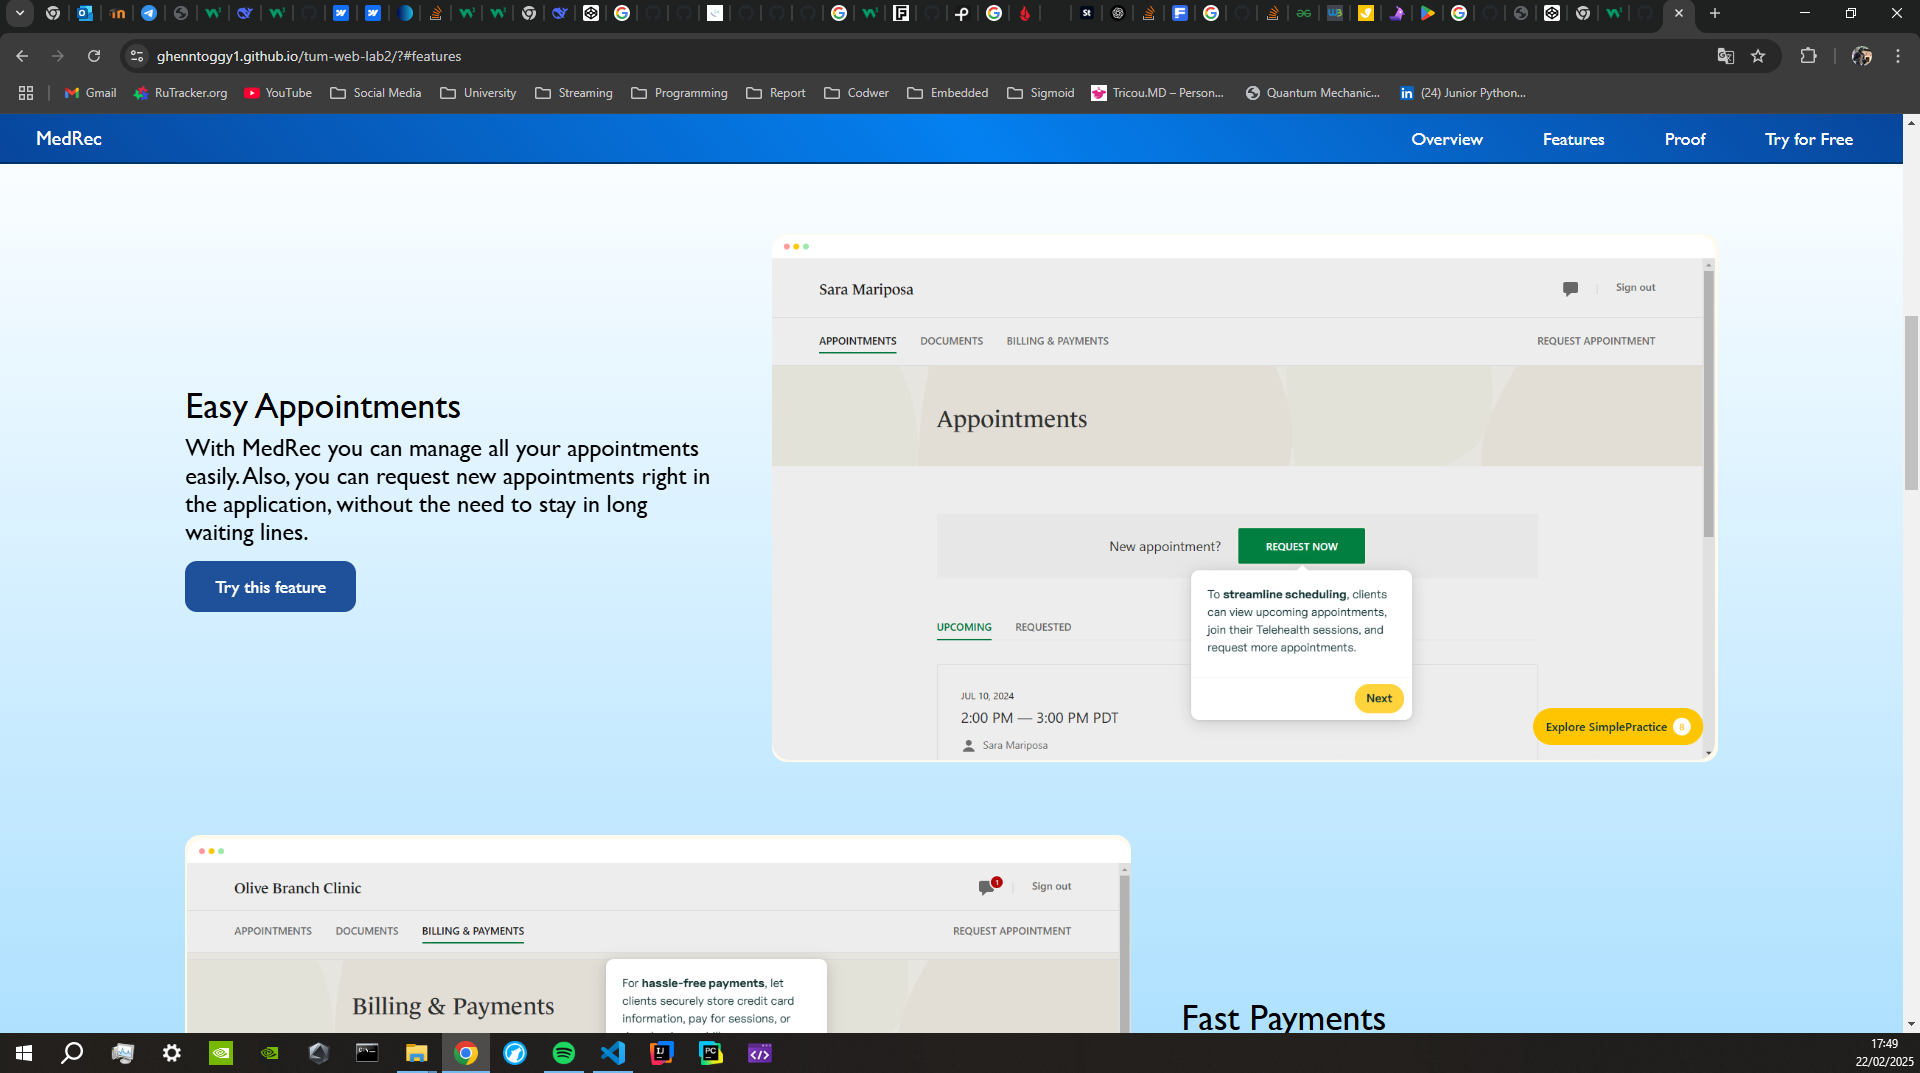 ghenntoggy1.github.io/tum-web-lab2/?#features
Gmail
RuTracker.org
YouTube
Social Media
University
Streaming
Programming
Report
Codwer
Embedded
Sigmoid
Tricou.MD – Person...
Quantum Mechanic...
(24) Junior Python...
MedRec
Overview
Features
Proof
Try for Free
Easy Appointments
With MedRec you can manage all your appointments
easily. Also, you can request new appointments right in
the application, without the need to stay in long
waiting lines.
Try this feature
Sara Mariposa
Sign out
APPOINTMENTS
DOCUMENTS
BILLING & PAYMENTS
REQUEST APPOINTMENT
Appointments
New appointment?
REQUEST NOW
To streamline scheduling, clients
can view upcoming appointments,
join their Telehealth sessions, and
request more appointments.
Next
UPCOMING
REQUESTED
JUL 10, 2024
2:00 PM — 3:00 PM PDT
Sara Mariposa
Explore SimplePractice 8
Olive Branch Clinic
1
Sign out
APPOINTMENTS
DOCUMENTS
BILLING & PAYMENTS
REQUEST APPOINTMENT
Billing & Payments
For hassle-free payments, let
clients securely store credit card
information, pay for sessions, or
Fast Payments
17:49
22/02/2025